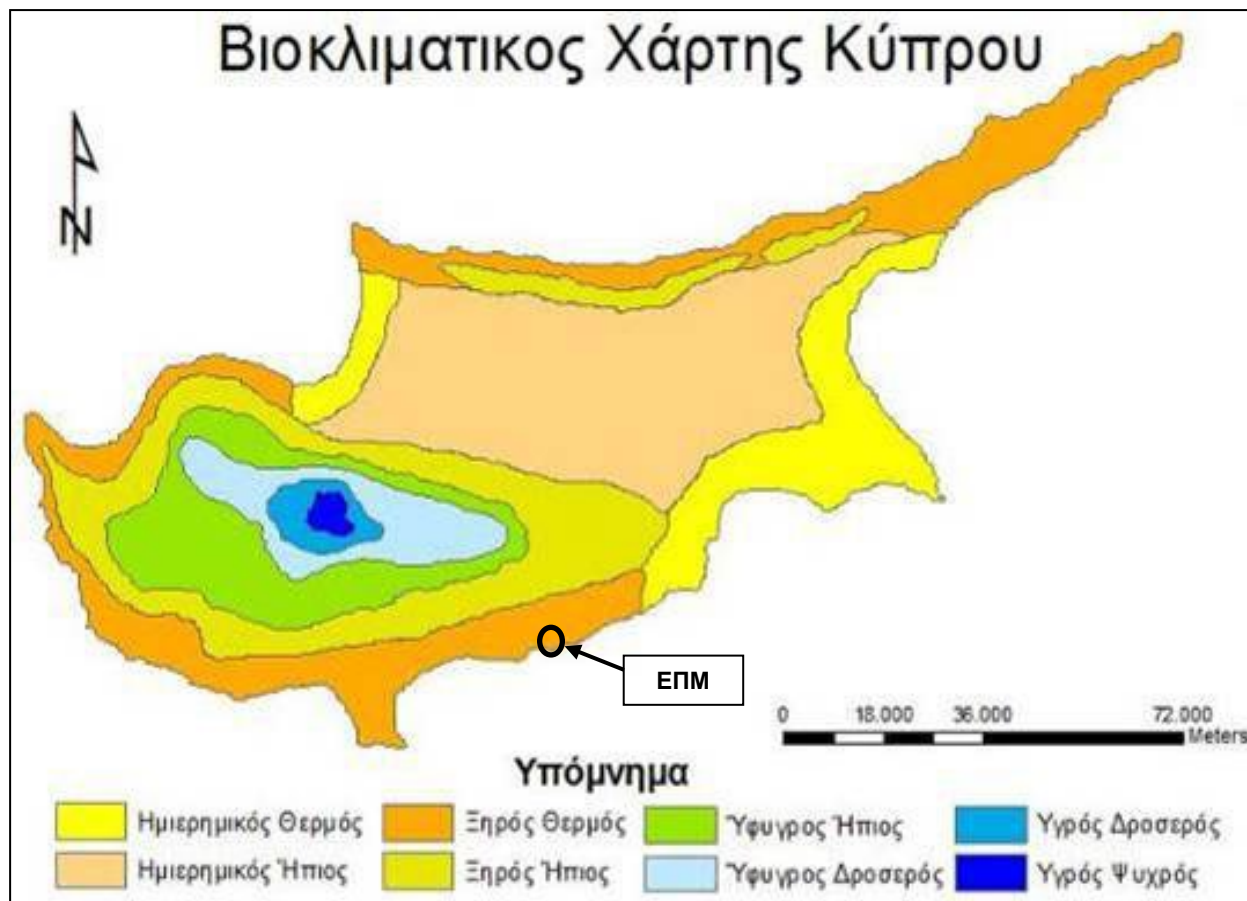 Βιοκλιματικος Χάρτης Κύπρου
N
ΕΠΜ
0 18.000 36.000 72.000
Meters
Υπόμνημα
Ημιερημικός Θερμός Ξηρός Θερμός Ύφυγρος Ήπιος Υγρός Δροσερός
Ημιερημικός Ήπιος Ξηρός Ήπιος Ύφυγρος Δροσερός Υγρός Ψυχρός